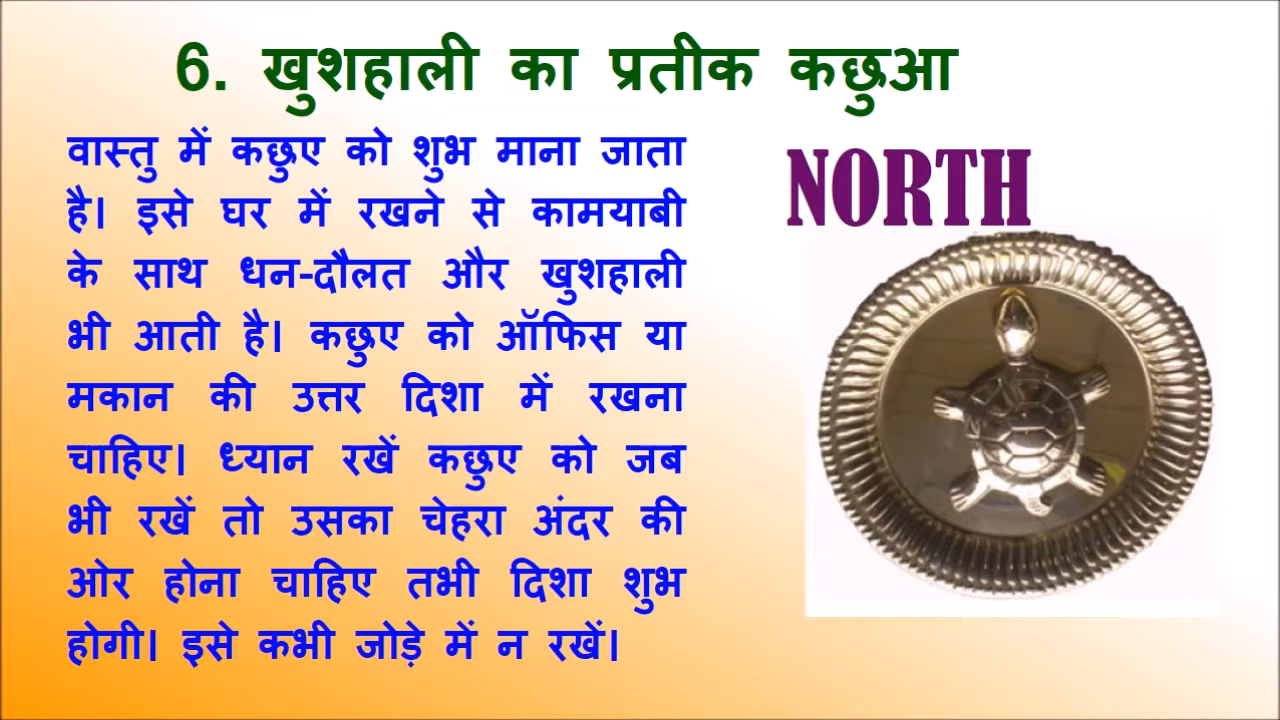 6. खुशहाली का प्रतीक कछुआ
वास्तु में कछुए को शुभ माना जाता
है। इसे घर में रखने से कामयाबी
के साथ धन-दौलत और खुशहाली
भी आती है। कछुए को ऑफिस या
मकान की उत्तर दिशा में रखना
चाहिए। ध्यान रखें कछुए को जब
भी रखें तो उसका चेहरा अंदर की
ओर होना चाहिए तभी दिशा शुभ
होगी। इसे कभी जोड़े में न रखें।
NORTH